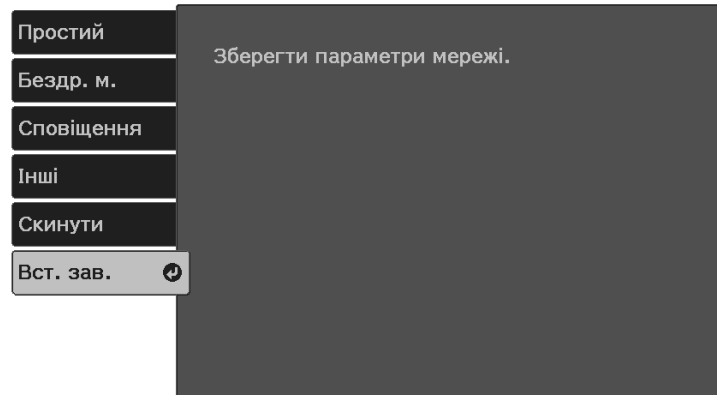 Простий
Бездр. м.
Сповіщення
Інші
Скинути
Вст. зав.
Зберегти параметри мережі.